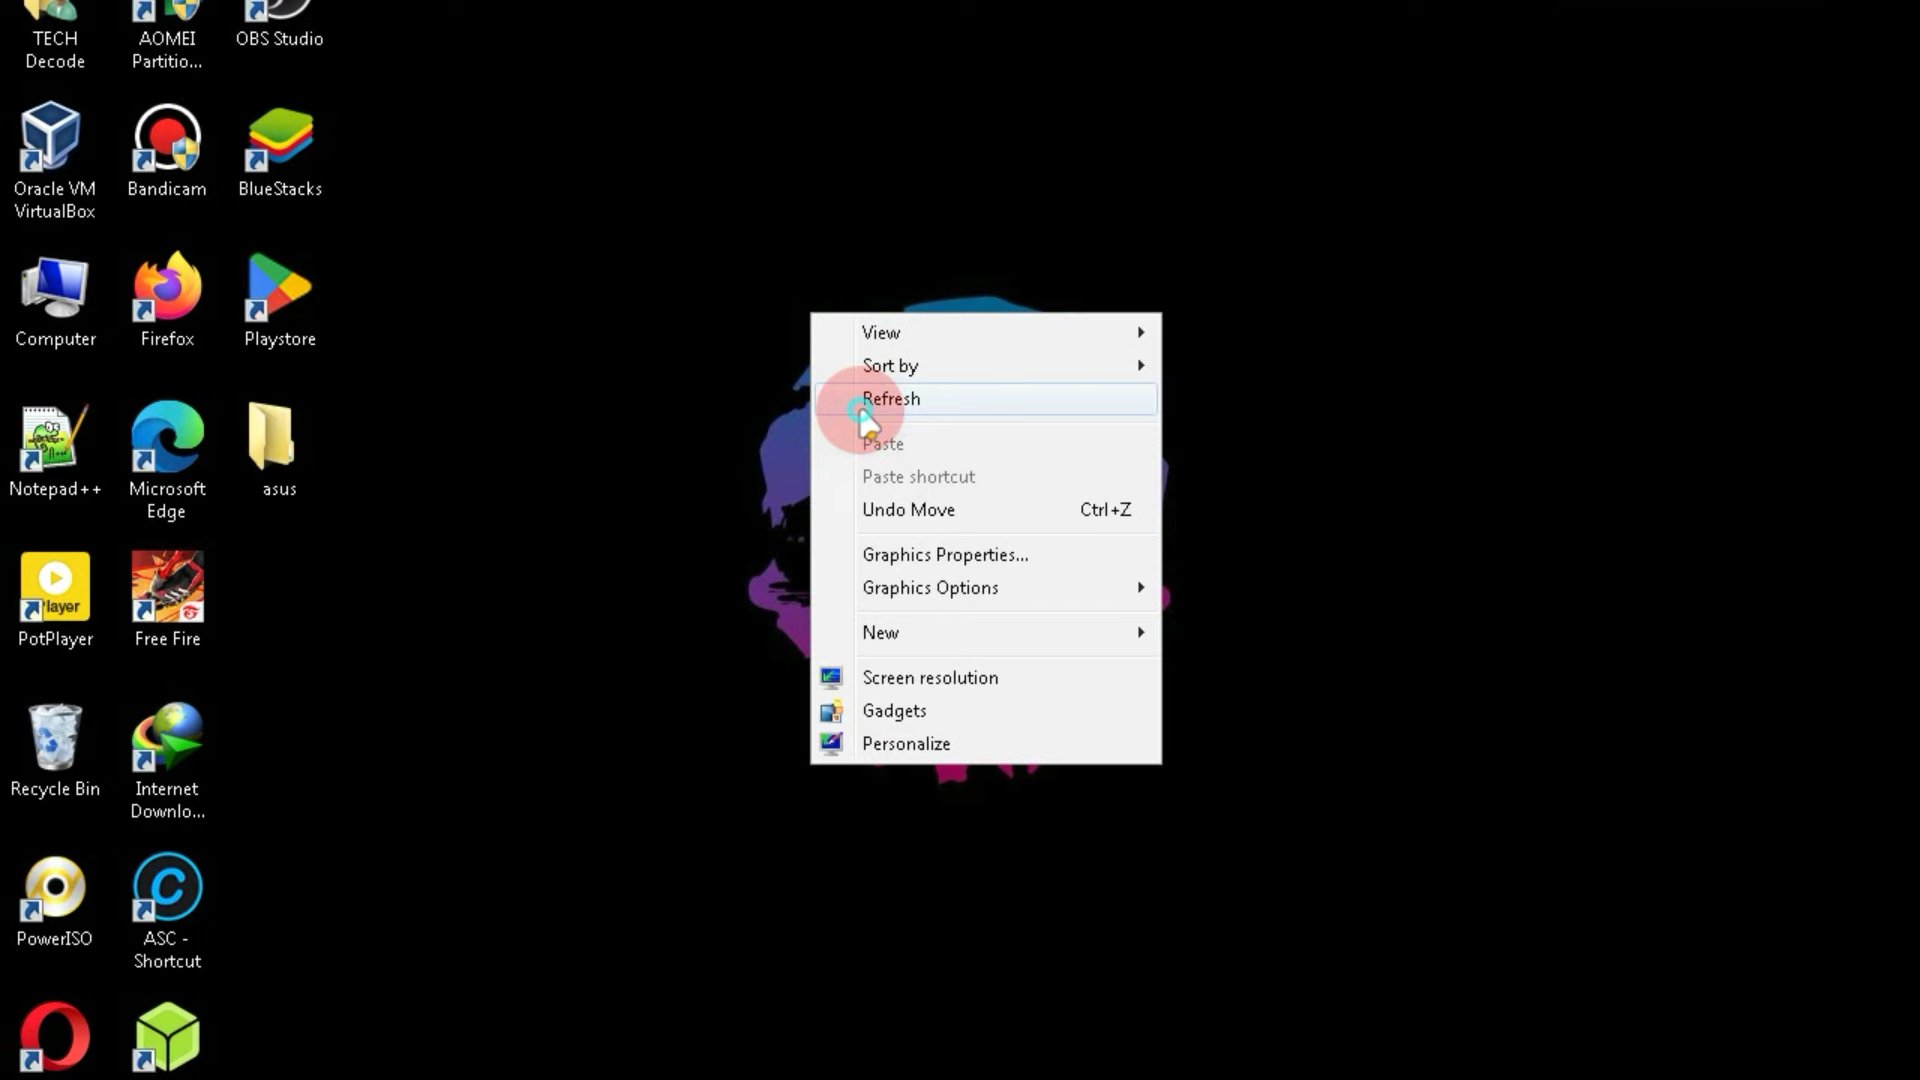 TECH
Decode
AOMEI
Partitio...
OBS Studio
Oracle VM
VirtualBox
Bandicam
BlueStacks
Computer
Firefox
Playstore
Notepad++
Microsoft
Edge
asus
Player
PotPlayer
Free Fire
Recycle Bin
Internet
Downlo...
PowerISO
ASC -
Shortcut
View
Sort by
Refresh
Paste
Paste shortcut
Undo Move Ctrl+Z
Graphics Properties...
Graphics Options
New
Screen resolution
Gadgets
Personalize